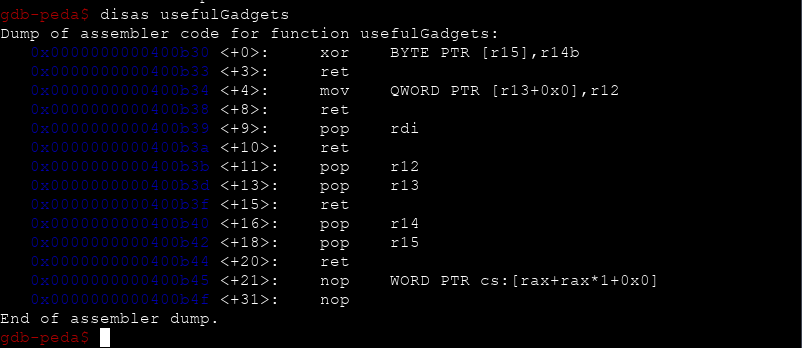 gdb-peda$ disas usefulGadgets
Dump of assembler code for function usefulGadgets:
   0x0000000000400b30 <+0>:     xor    BYTE PTR [r15],r14b
   0x0000000000400b33 <+3>:     ret
   0x0000000000400b34 <+4>:     mov    QWORD PTR [r13+0x0],r12
   0x0000000000400b38 <+8>:     ret
   0x0000000000400b39 <+9>:     pop    rdi
   0x0000000000400b3a <+10>:    ret
   0x0000000000400b3b <+11>:    pop    r12
   0x0000000000400b3d <+13>:    pop    r13
   0x0000000000400b3f <+15>:    ret
   0x0000000000400b40 <+16>:    pop    r14
   0x0000000000400b42 <+18>:    pop    r15
   0x0000000000400b44 <+20>:    ret
   0x0000000000400b45 <+21>:    nop    WORD PTR cs:[rax+rax*1+0x0]
   0x0000000000400b4f <+31>:    nop
End of assembler dump.
gdb-peda$